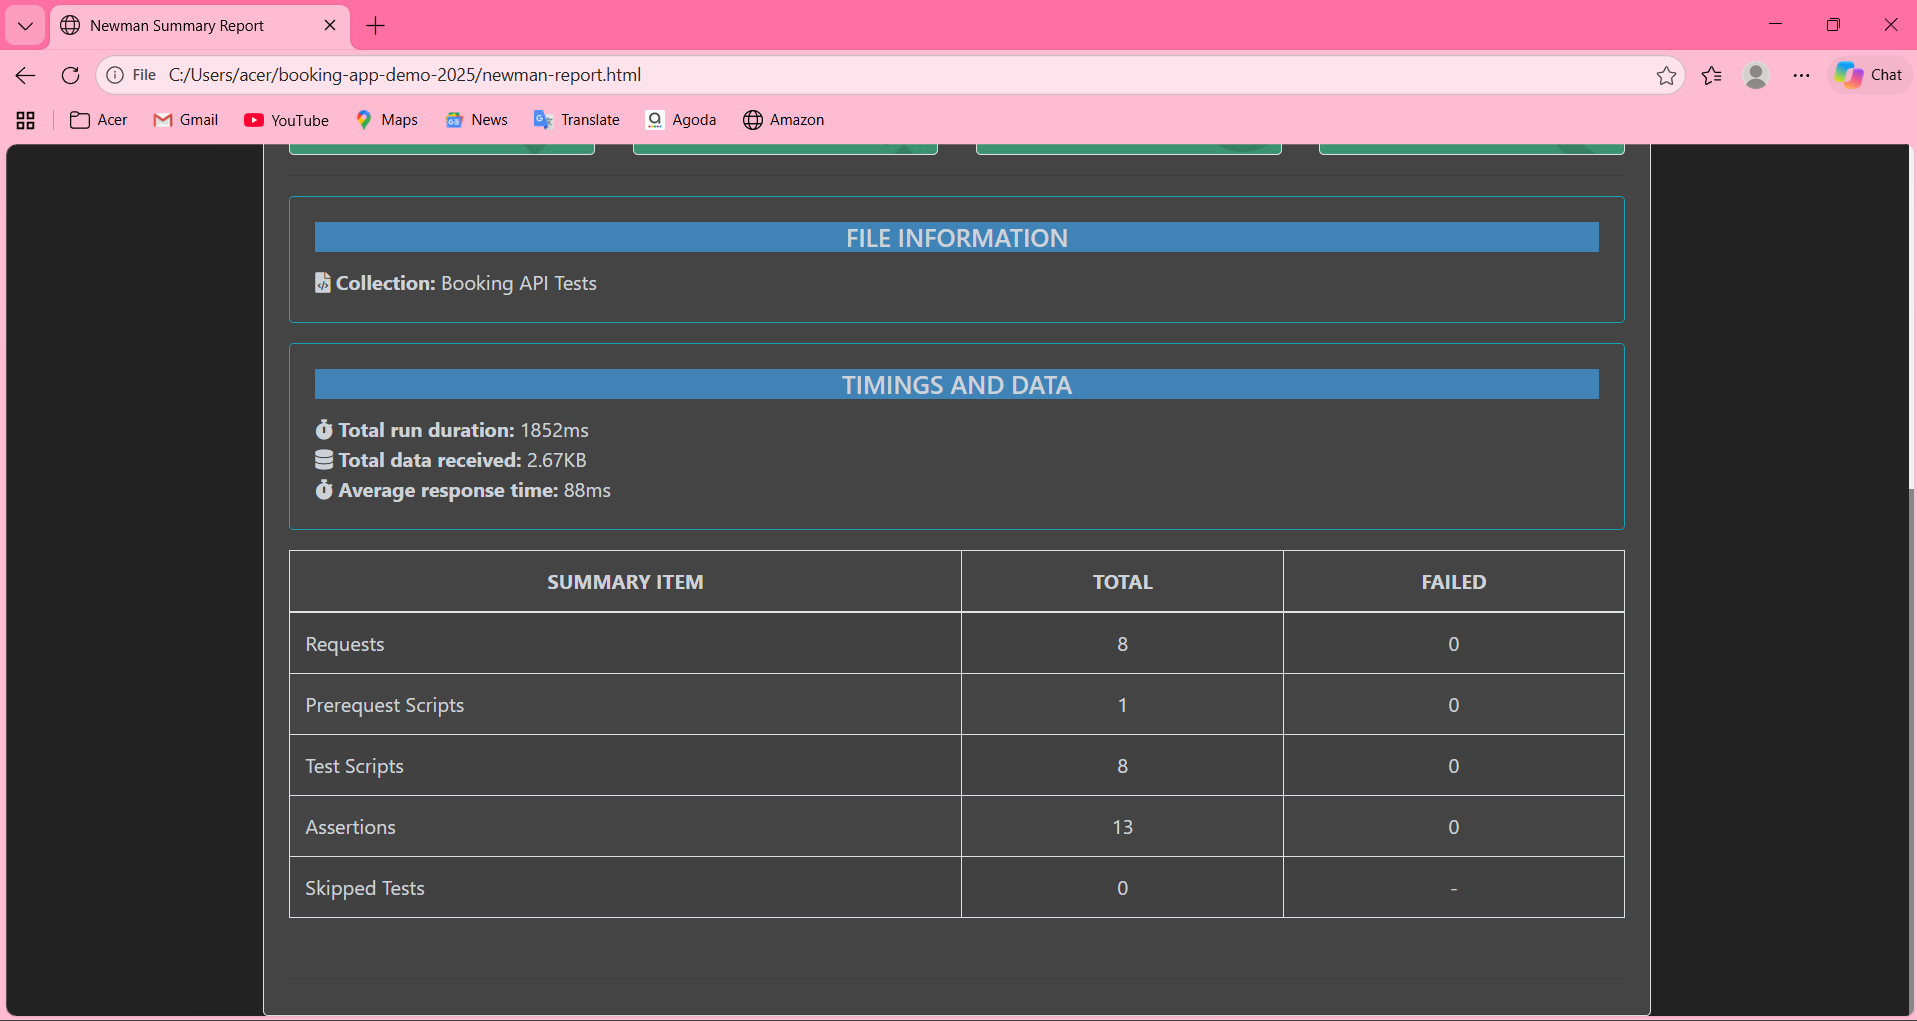 Newman Summary Report
File C:/Users/acer/booking-app-demo-2025/newman-report.html
Chat
Acer Gmail YouTube Maps News Translate Agoda Amazon
FILE INFORMATION
Collection: Booking API Tests
TIMINGS AND DATA
Total run duration: 1852ms
Total data received: 2.67KB
Average response time: 88ms
SUMMARY ITEM TOTAL FAILED
Requests 8 0
Prerequest Scripts 1 0
Test Scripts 8 0
Assertions 13 0
Skipped Tests 0 -